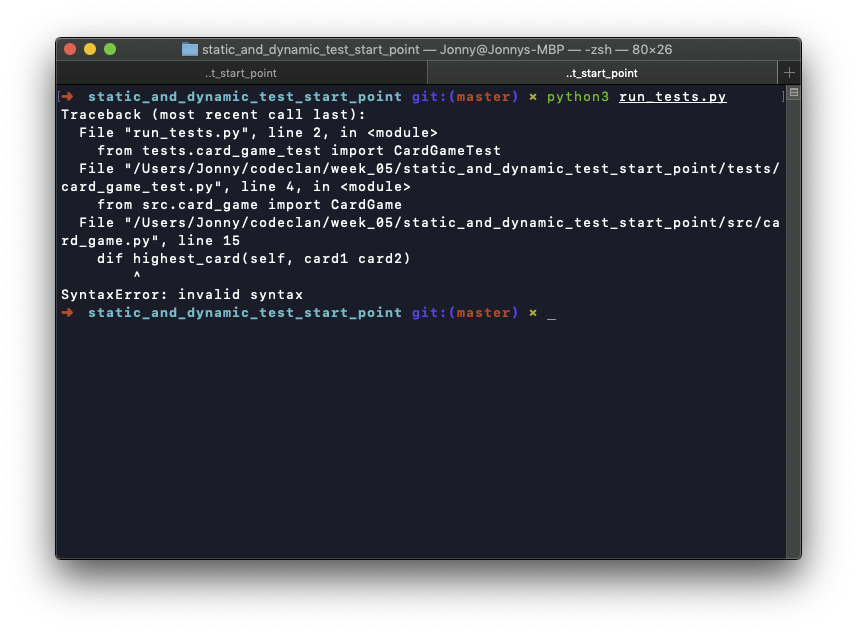 static_and_dynamic_test_start_point — Jonny@Jonnys-MBP — -zsh — 80×26
..t_start_point ..t_start_point +
[➜  static_and_dynamic_test_start_point git:(master) × python3 run_tests.py ]
Traceback (most recent call last):
  File "run_tests.py", line 2, in <module>
    from tests.card_game_test import CardGameTest
  File "/Users/Jonny/codeclan/week_05/static_and_dynamic_test_start_point/tests/
card_game_test.py", line 4, in <module>
    from src.card_game import CardGame
  File "/Users/Jonny/codeclan/week_05/static_and_dynamic_test_start_point/src/ca
rd_game.py", line 15
    dif highest_card(self, card1 card2)
        ^
SyntaxError: invalid syntax
➜  static_and_dynamic_test_start_point git:(master) × _